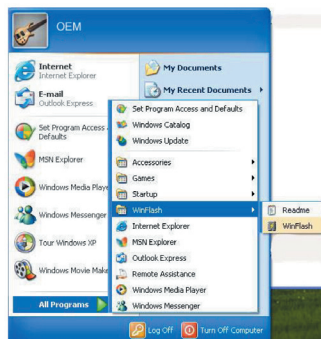 OEM
Internet
Internet Explorer
E-mail
Outlook Express
Set Program Access
Defaults
MSN Explorer
Windows Media Playe
Windows Messenger
Tour Windows XP
Windows Movie Make
All Programs
My Documents
My Recent Documents
Set Program Access and Defaults
Windows Catalog
Windows Update
Accessories
Games
Startup
WinFlash
Internet Explorer
MSN Explorer
Outlook Express
Remote Assistance
Windows Media Player
Windows Messenger
Readme
WinFlash
Log Off
Turn Off Computer